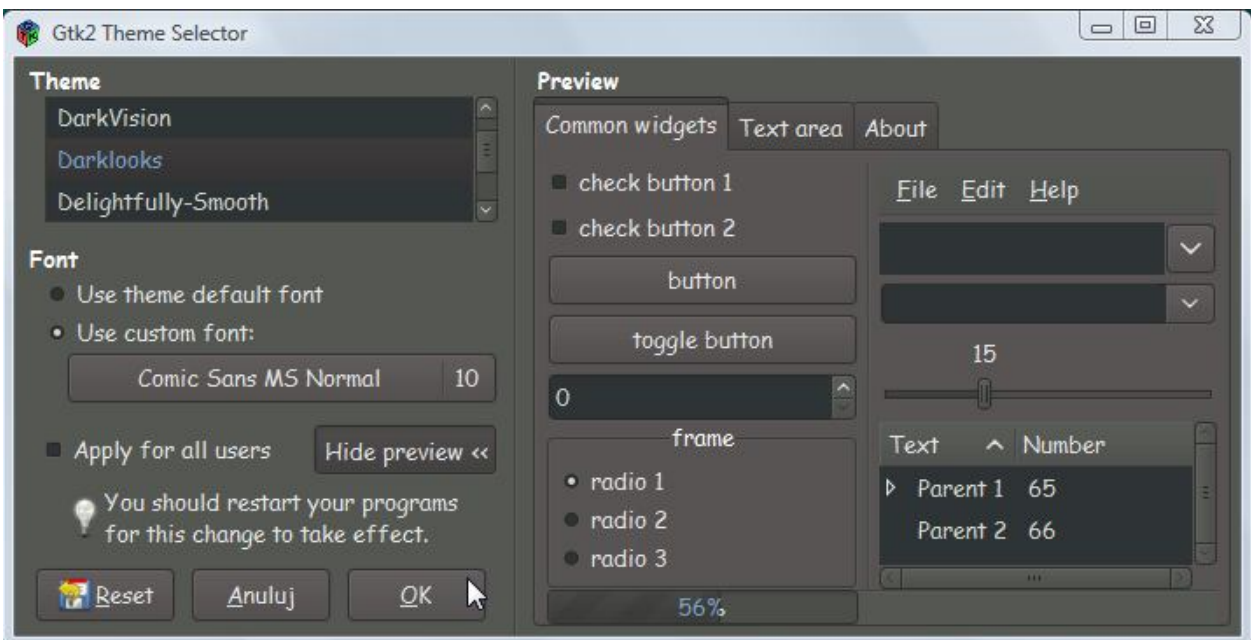 Gtk2 Theme Selector
Theme
DarkVision
Darklooks
Delightfully-Smooth
Font
Use theme default font
Use custom font:
Comic Sans MS Normal 10
Apply for all users
Hide preview <<
You should restart your programs
for this change to take effect.
Reset
Anuluj
OK
Preview
Common widgets
Text area
About
check button 1
check button 2
button
toggle button
0
frame
radio 1
radio 2
radio 3
56%
File Edit Help
15
Text Number
Parent 1 65
Parent 2 66